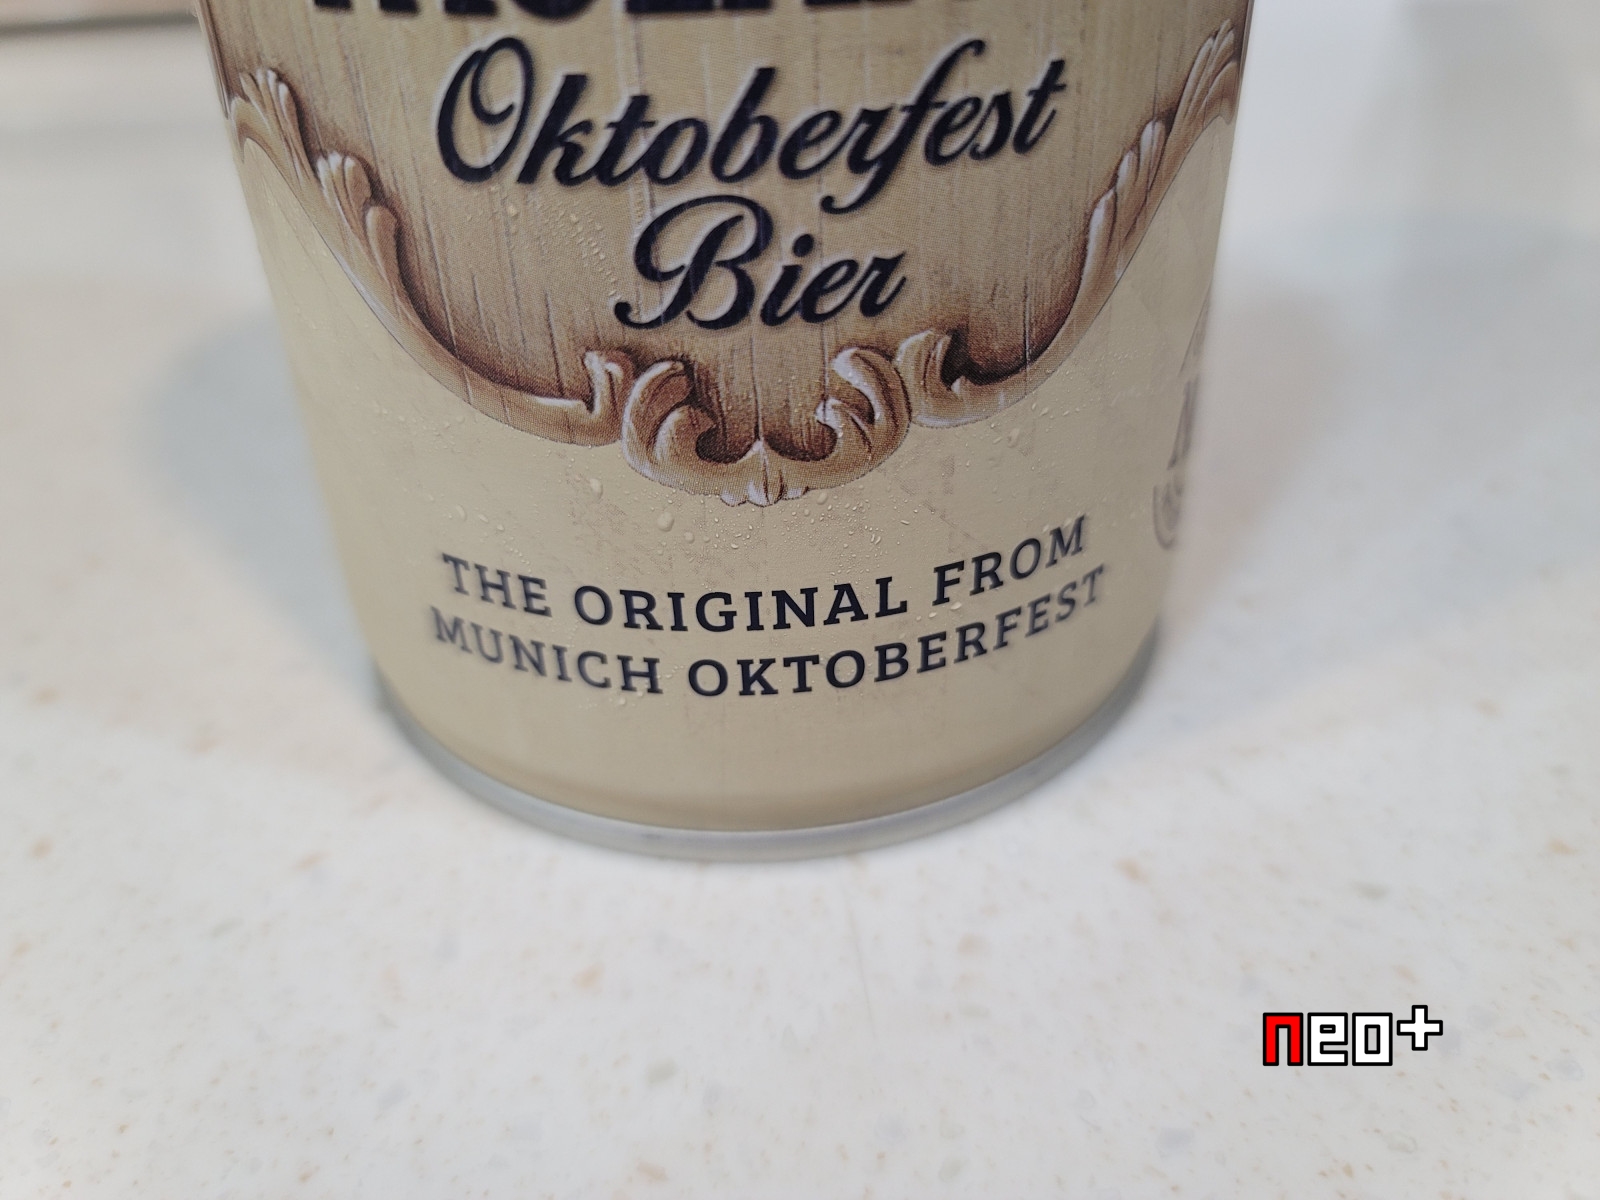 Oktoberfest
Bier
THE ORIGINAL FROM
MUNICH OKTOBERFEST
neo+